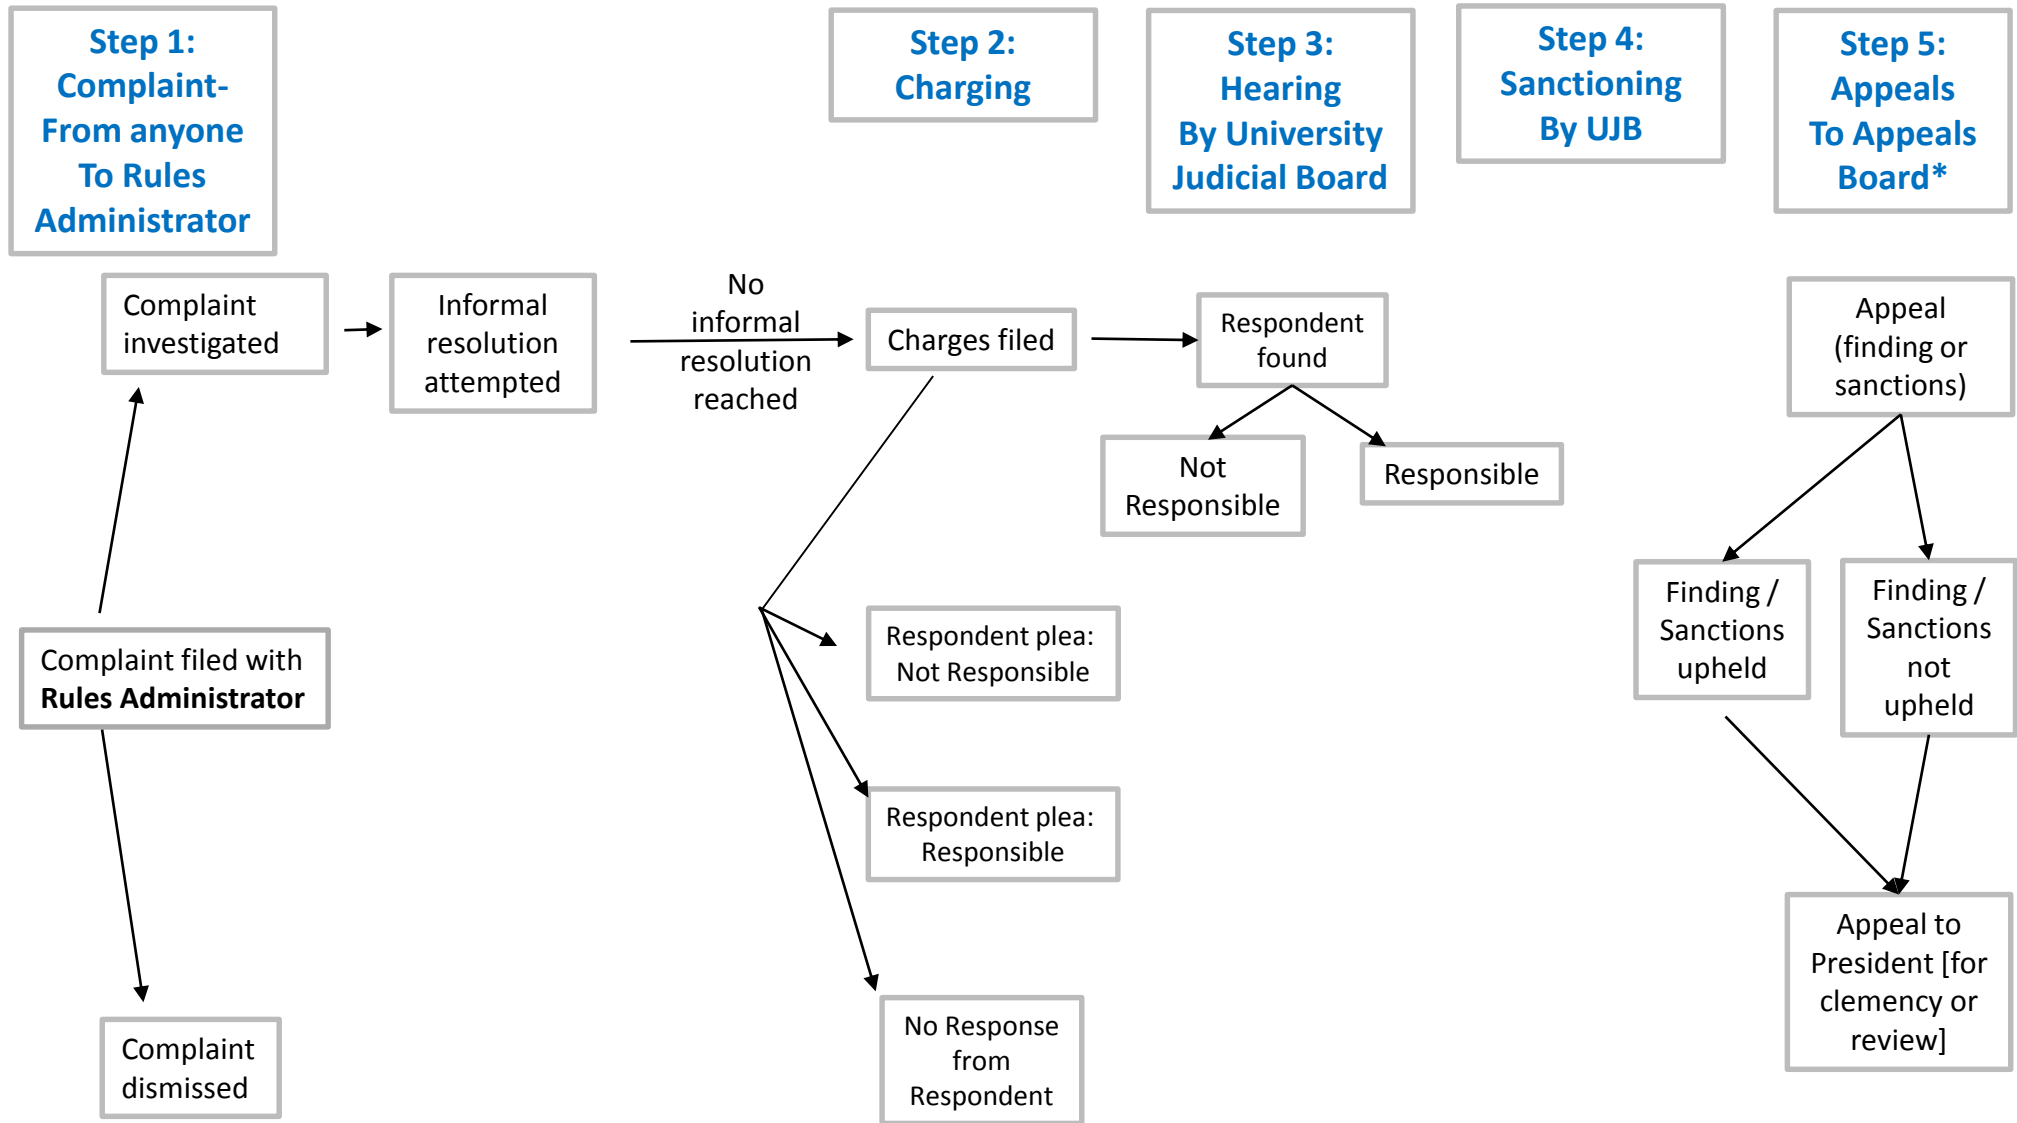 Step 1:
Complaint-
From anyone
To Rules
Administrator
Step 2:
Charging
Step 3:
Hearing
By University
Judicial Board
Step 4:
Sanctioning
By UJB
Step 5:
Appeals
To Appeals
Board*
Complaint
investigated
Informal
resolution
attempted
No
informal
resolution
reached
Charges filed
Respondent
found
Not
Responsible
Responsible
Appeal
(finding or
sanctions)
Complaint filed with
Rules Administrator
Complaint
dismissed
Respondent plea:
Not Responsible
Respondent plea:
Responsible
No Response
from
Respondent
Finding /
Sanctions
upheld
Finding /
Sanctions
not
upheld
Appeal to
President [for
clemency or
review]